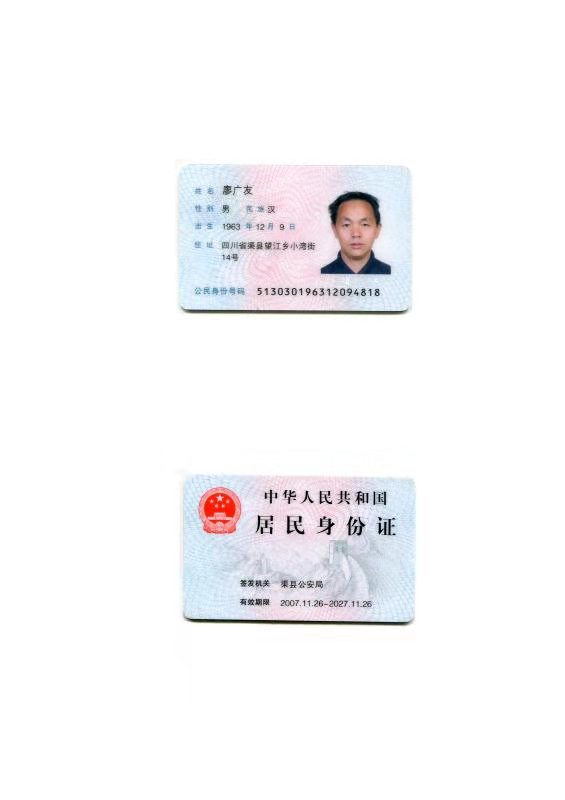 姓名 廖广友
性别 男 民族 汉
出生 1963 年 12 月 9 日
住址 四川省渠县望江乡小湾街
14号
公民身份号码 513030196312094818
中华人民共和国
居民身份证
签发机关 渠县公安局
有效期限 2007.11.26-2027.11.26